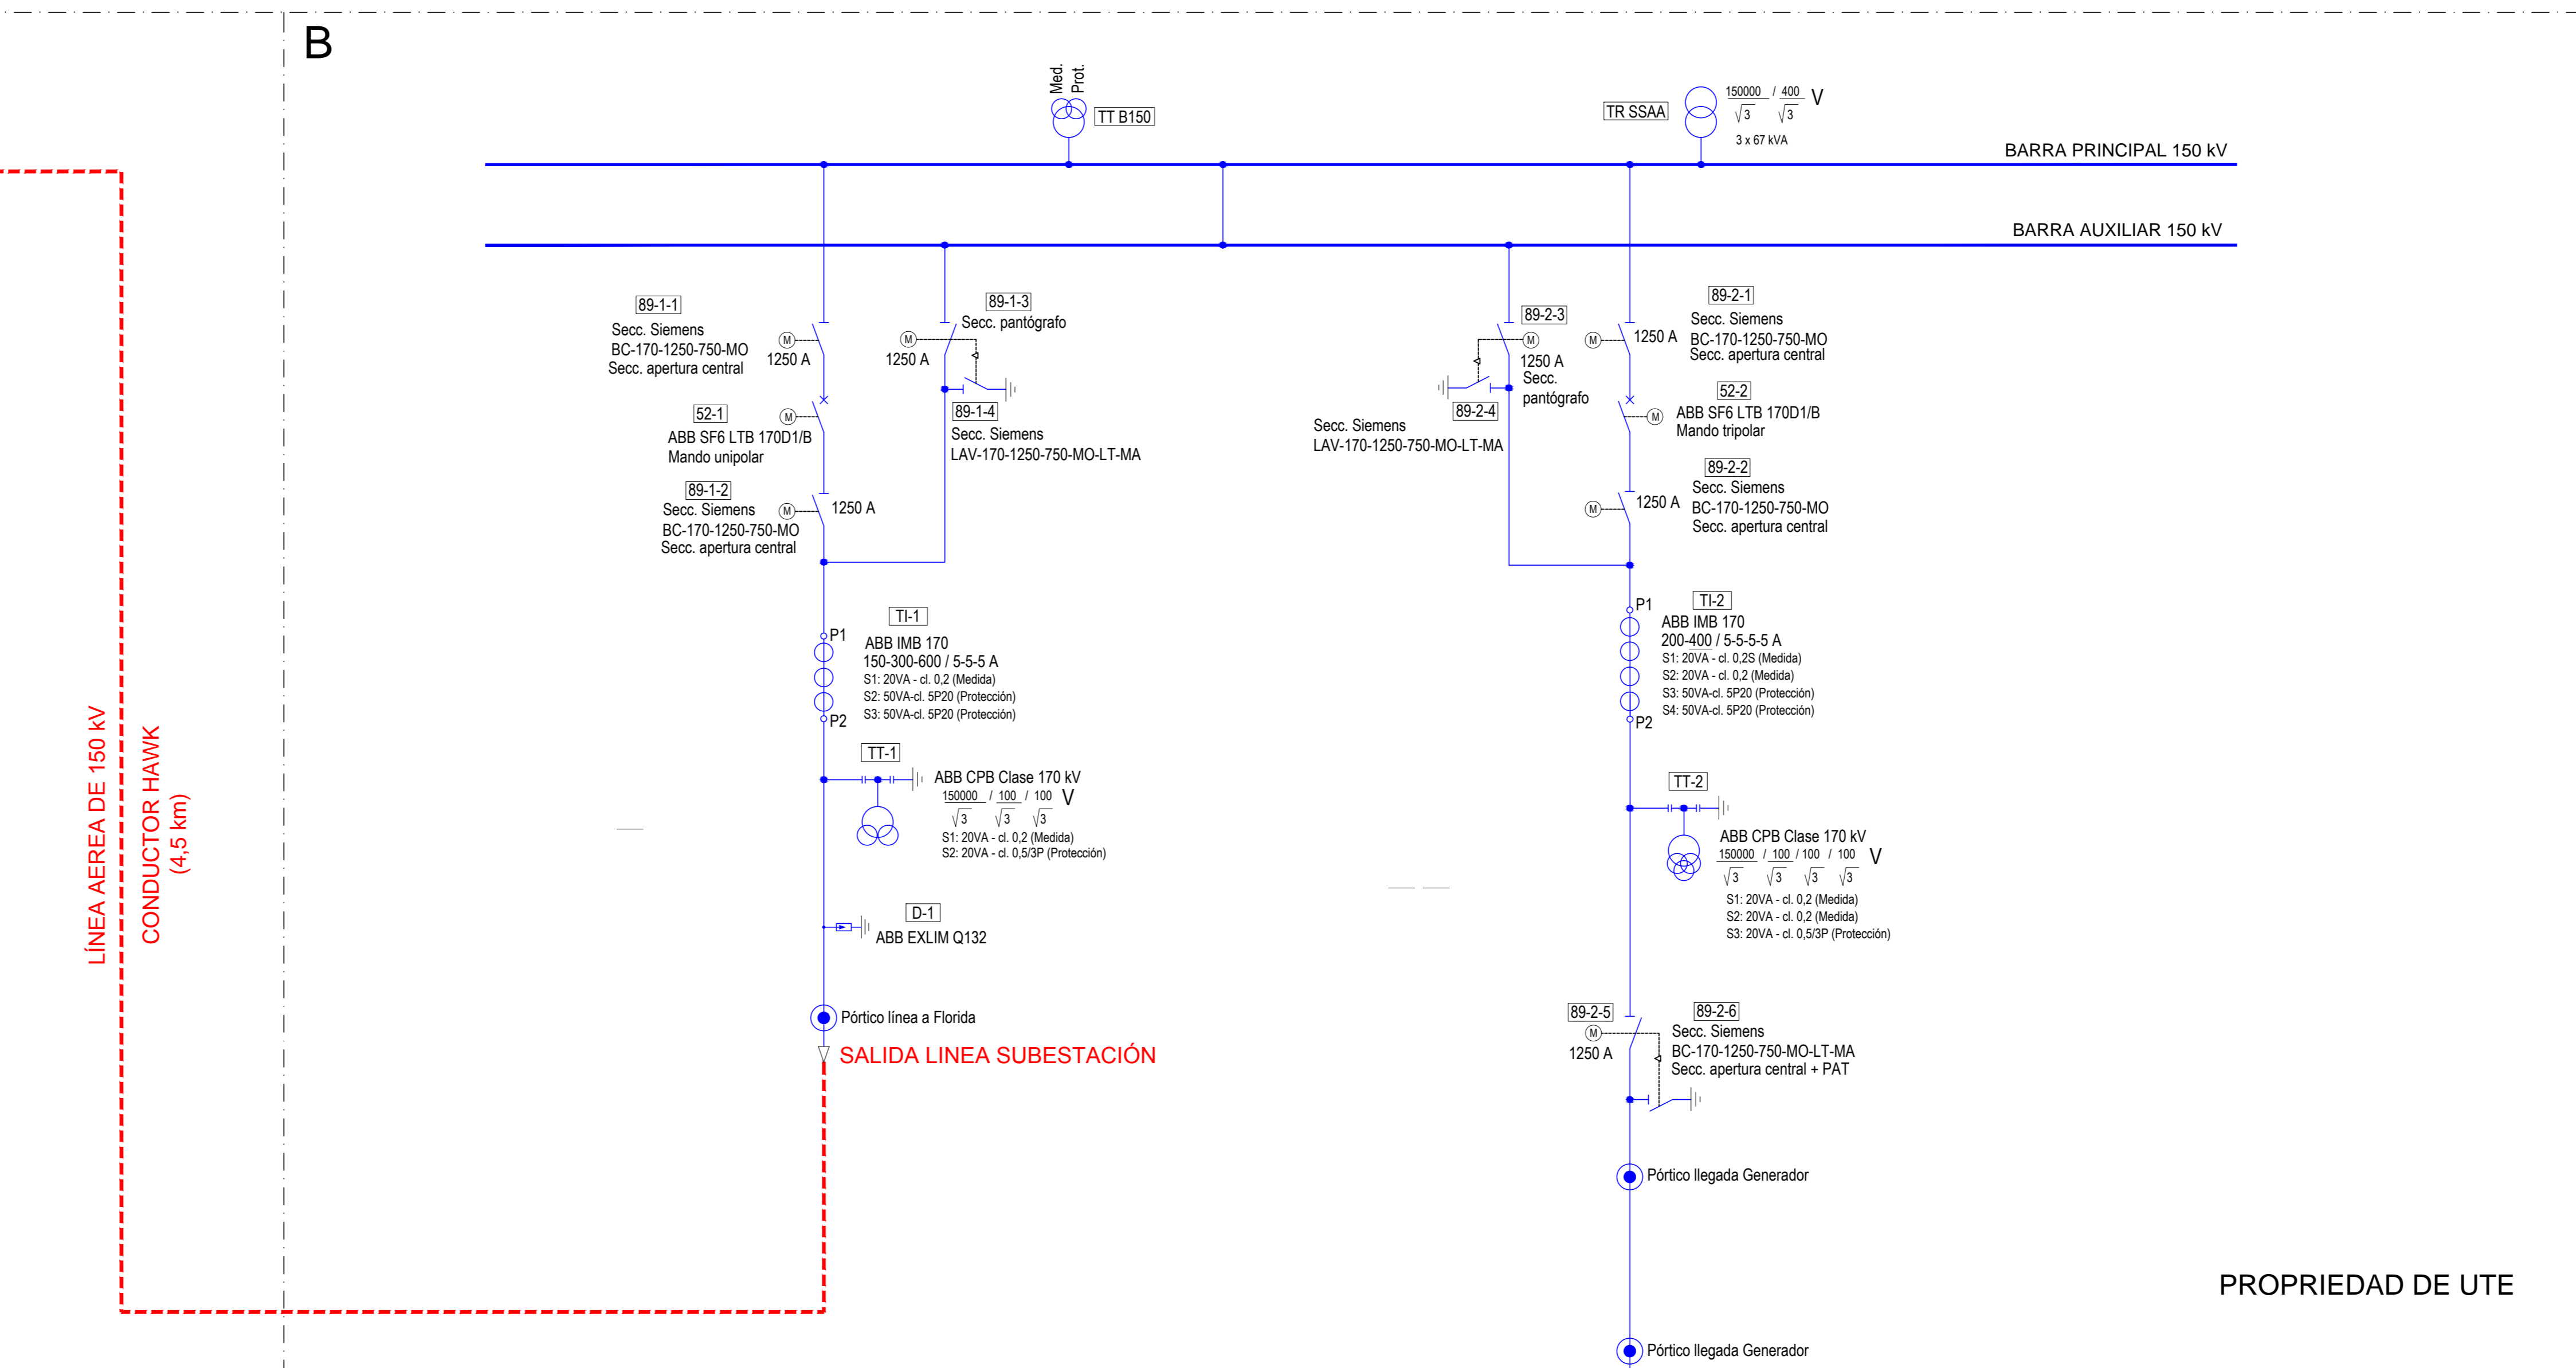 B
Med.
Prot.
TT B150
TR SSAA
150000 / 400 V
√3 √3
3 x 67 kVA
BARRA PRINCIPAL 150 kV
BARRA AUXILIAR 150 kV
89-1-1
Secc. Siemens
BC-170-1250-750-MO
Secc. apertura central
M
1250 A
89-1-3
Secc. pantógrafo
M
1250 A
52-1
M
ABB SF6 LTB 170D1/B
Mando unipolar
89-1-4
Secc. Siemens
LAV-170-1250-750-MO-LT-MA
89-1-2
Secc. Siemens
BC-170-1250-750-MO
Secc. apertura central
M
1250 A
89-2-3
M
1250 A
Secc.
pantógrafo
89-2-4
Secc. Siemens
LAV-170-1250-750-MO-LT-MA
89-2-1
Secc. Siemens
M
1250 A
BC-170-1250-750-MO
Secc. apertura central
52-2
M
ABB SF6 LTB 170D1/B
Mando tripolar
89-2-2
Secc. Siemens
M
1250 A
BC-170-1250-750-MO
Secc. apertura central
TI-1
P1
ABB IMB 170
150-300-600 / 5-5-5 A
S1: 20VA - cl. 0,2 (Medida)
S2: 50VA-cl. 5P20 (Protección)
S3: 50VA-cl. 5P20 (Protección)
P2
TI-2
P1
ABB IMB 170
200-400 / 5-5-5-5 A
S1: 20VA - cl. 0,2S (Medida)
S2: 20VA - cl. 0,2 (Medida)
S3: 50VA-cl. 5P20 (Protección)
S4: 50VA-cl. 5P20 (Protección)
P2
TT-1
ABB CPB Clase 170 kV
150000 / 100 / 100 V
√3 √3 √3
S1: 20VA - cl. 0,2 (Medida)
S2: 20VA - cl. 0,5/3P (Protección)
TT-2
ABB CPB Clase 170 kV
150000 / 100 / 100 / 100 V
√3 √3 √3 √3
S1: 20VA - cl. 0,2 (Medida)
S2: 20VA - cl. 0,2 (Medida)
S3: 20VA - cl. 0,5/3P (Protección)
D-1
ABB EXLIM Q132
Pórtico línea a Florida
SALIDA LINEA SUBESTACIÓN
LÍNEA AEREA DE 150 kV
CONDUCTOR HAWK
(4,5 km)
89-2-5
M
1250 A
89-2-6
Secc. Siemens
BC-170-1250-750-MO-LT-MA
Secc. apertura central + PAT
Pórtico llegada Generador
PROPRIEDAD DE UTE
Pórtico llegada Generador